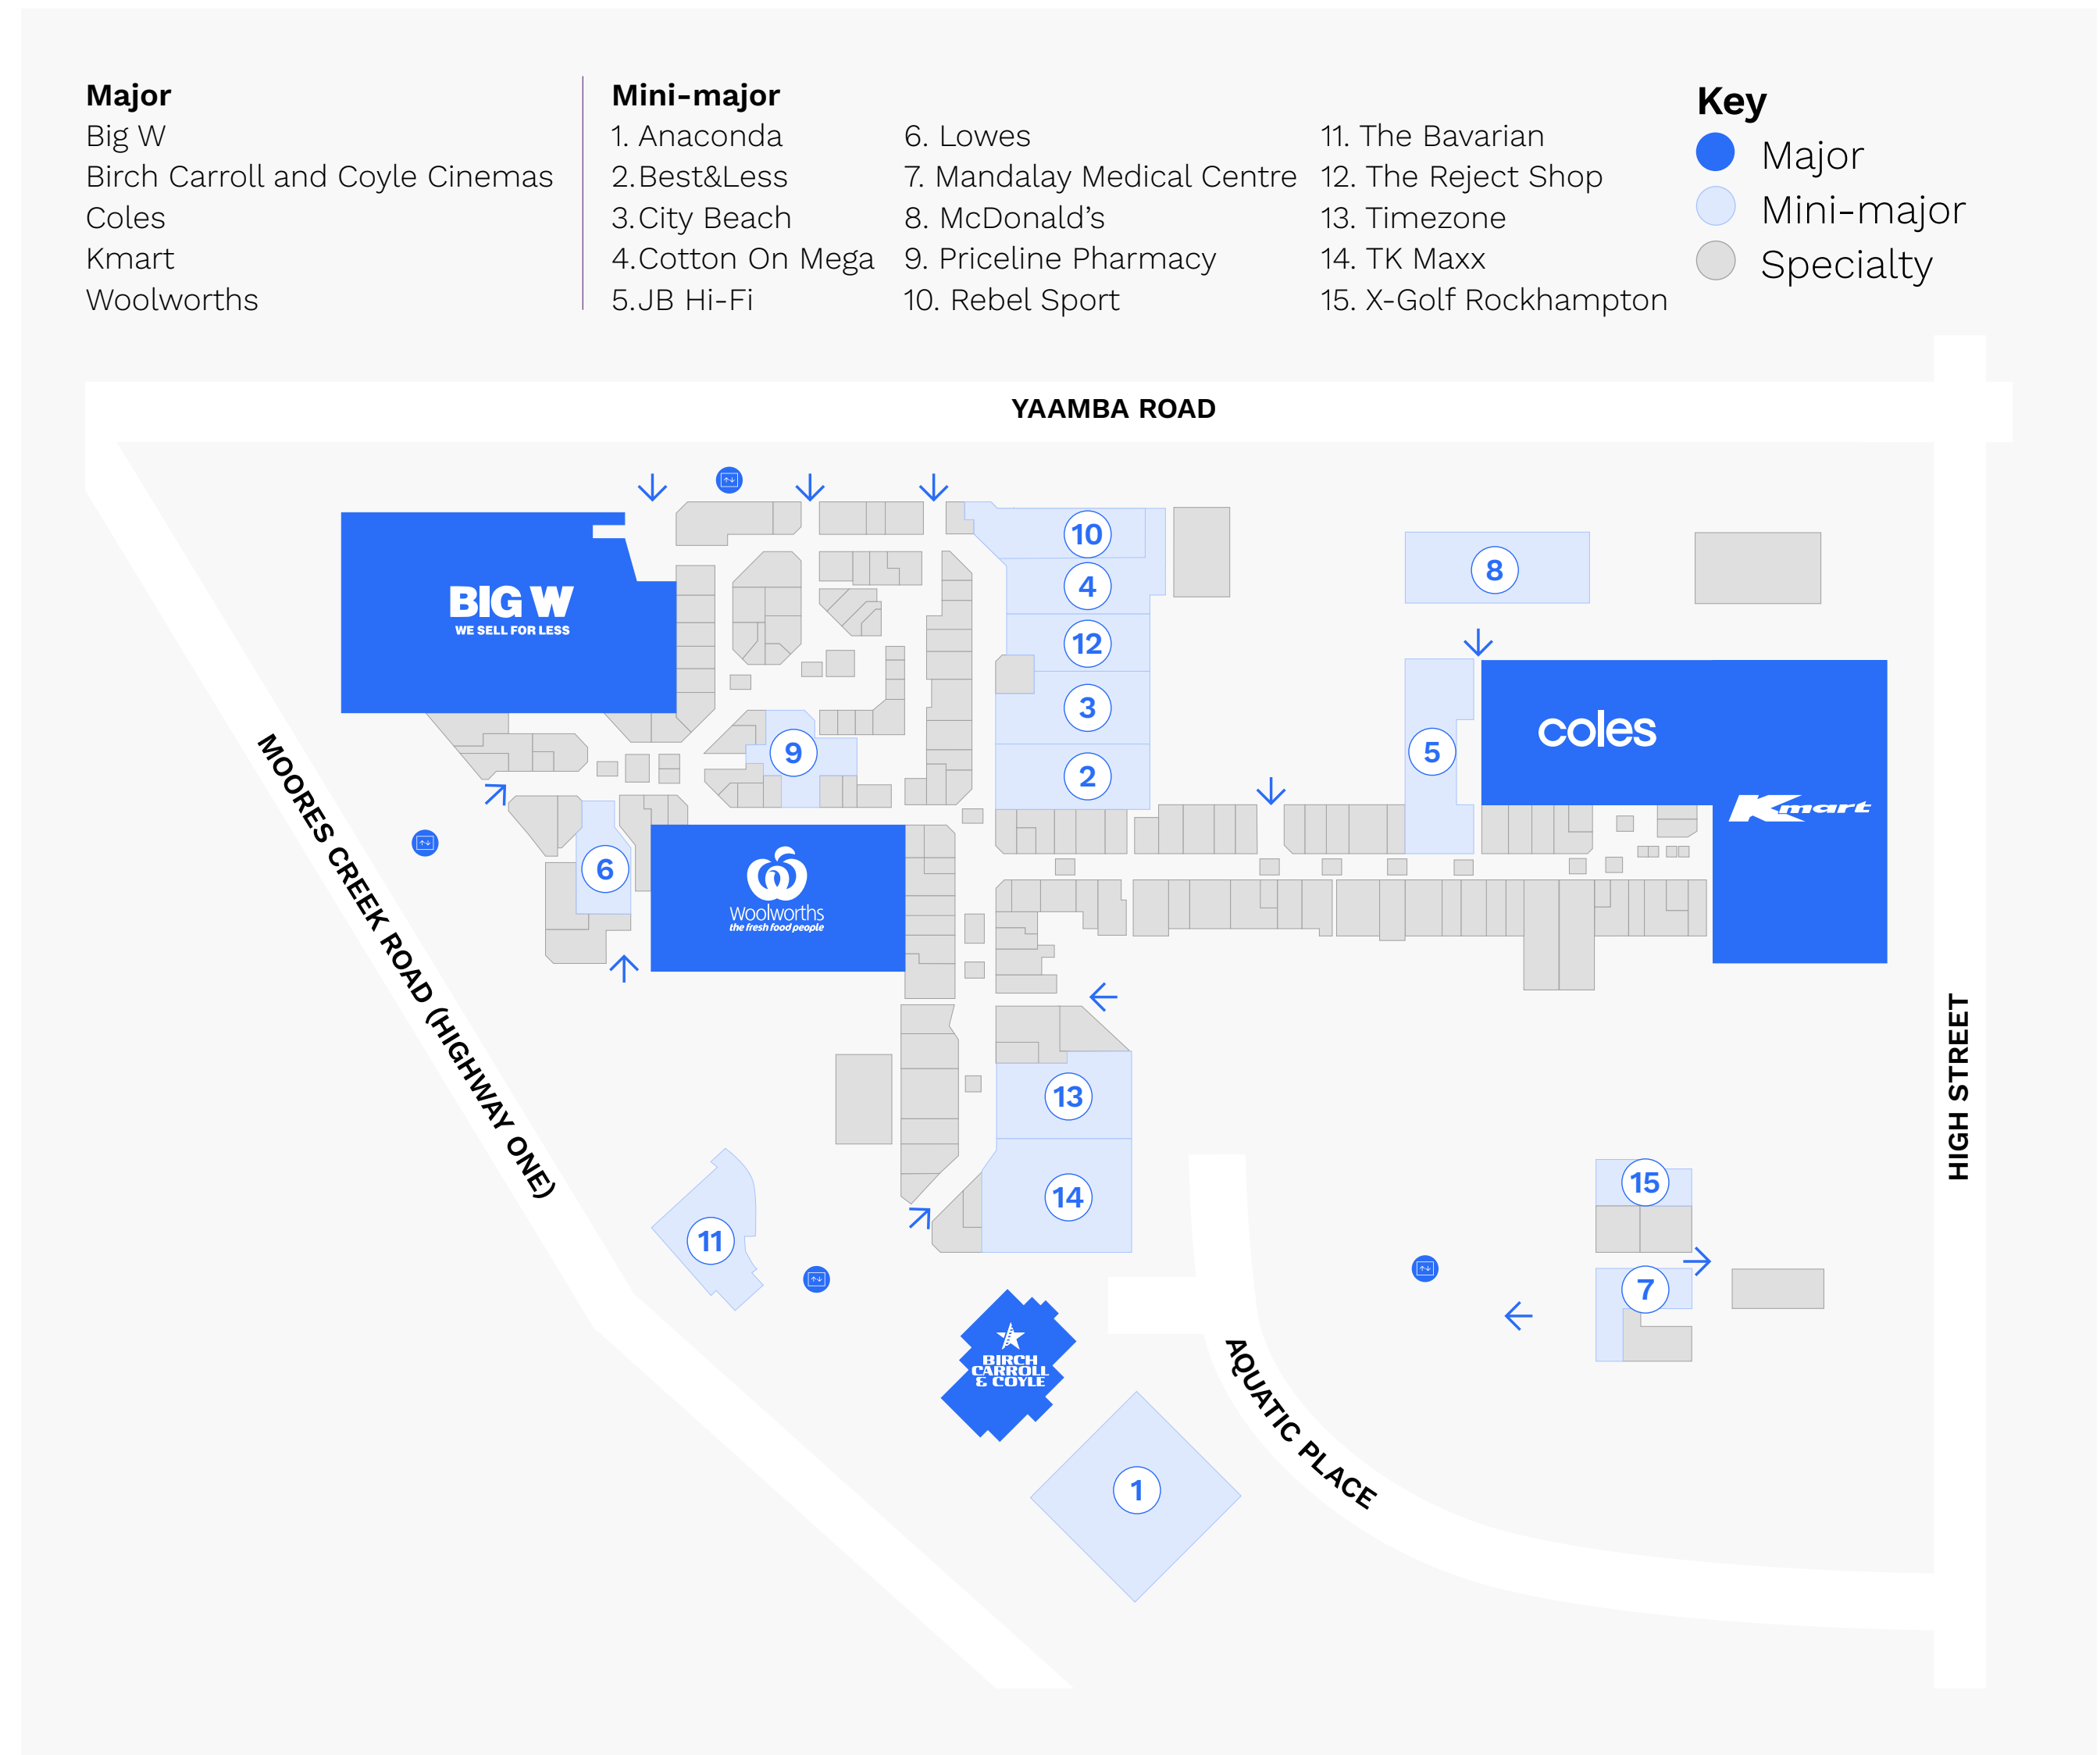 Major
Big W
Birch Carroll and Coyle Cinemas
Coles
Kmart
Woolworths
Mini-major
1. Anaconda
2.Best&Less
3.City Beach
4.Cotton On Mega
5.JB Hi-Fi
6. Lowes
7. Mandalay Medical Centre
8. McDonald’s
9. Priceline Pharmacy
10. Rebel Sport
11. The Bavarian
12. The Reject Shop
13. Timezone
14. TK Maxx
15. X-Golf Rockhampton
Key
Major
Mini-major
Specialty
YAAMBA ROAD
10
4
12
3
2
8
5
BIG W
WE SELL FOR LESS
9
6
coles
Kmart
Woolworths
the fresh food people
MOORES CREEK ROAD (HIGHWAY ONE)
HIGH STREET
13
14
11
15
7
BIRCH
CARROLL
& COYLE
1
AQUATIC PLACE